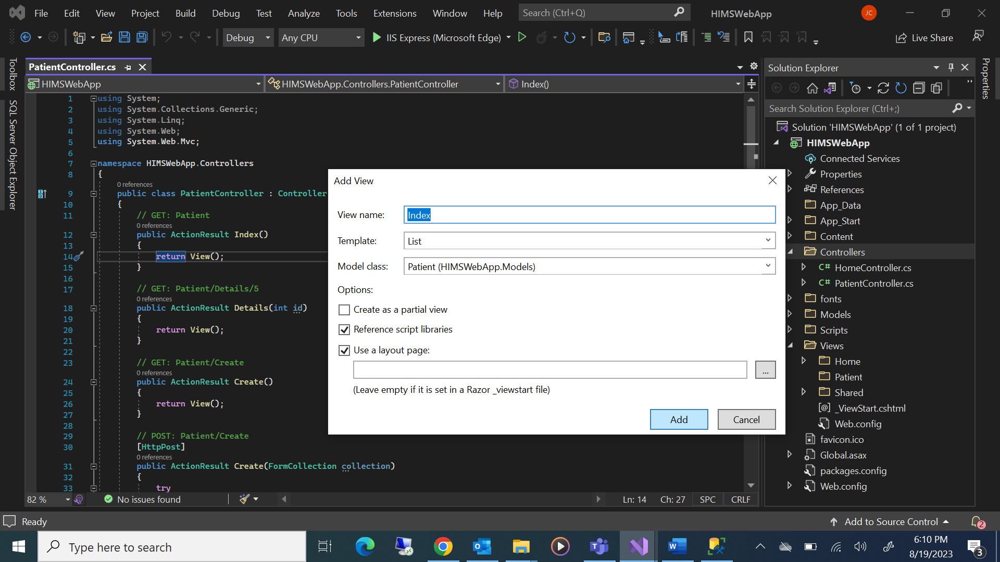 File Edit View Project Build Debug Test Analyze Tools Extensions Window Help Search (Ctrl+Q) HIMSWebApp JC
Debug Any CPU IIS Express (Microsoft Edge) Live Share
Toolbox
SQL Server Object Explorer
PatientController.cs
HIMSWebApp HIMSWebApp.Controllers.PatientController Index()
1 using System;
2 using System.Collections.Generic;
3 using System.Linq;
4 using System.Web;
5 using System.Web.Mvc;
6
7 namespace HIMSWebApp.Controllers
8 {
0 references
9 public class PatientController : Controller
10 {
11 // GET: Patient
0 references
12 public ActionResult Index()
13 {
14 return View();
15 }
16
17 // GET: Patient/Details/5
0 references
18 public ActionResult Details(int id)
19 {
20 return View();
21 }
22
23 // GET: Patient/Create
0 references
24 public ActionResult Create()
25 {
26 return View();
27 }
28
29 // POST: Patient/Create
30 [HttpPost]
0 references
31 public ActionResult Create(FormCollection collection)
32 {
33 try
82 % No issues found Ln: 14 Ch: 27 SPC CRLF
Add View
View name: Index
Template: List
Model class: Patient (HIMSWebApp.Models)
Options:
Create as a partial view
Reference script libraries
Use a layout page:
...
(Leave empty if it is set in a Razor _viewstart file)
Add Cancel
Solution Explorer
Search Solution Explorer (Ctrl+;)
Solution 'HIMSWebApp' (1 of 1 project)
HIMSWebApp
Connected Services
Properties
References
App_Data
App_Start
Content
Controllers
C# HomeController.cs
C# PatientController.cs
fonts
Models
Scripts
Views
Home
Patient
Shared
[@] _ViewStart.cshtml
Web.config
favicon.ico
Global.asax
packages.config
Web.config
Properties
Ready Add to Source Control 2
Type here to search
6:10 PM
8/19/2023
3